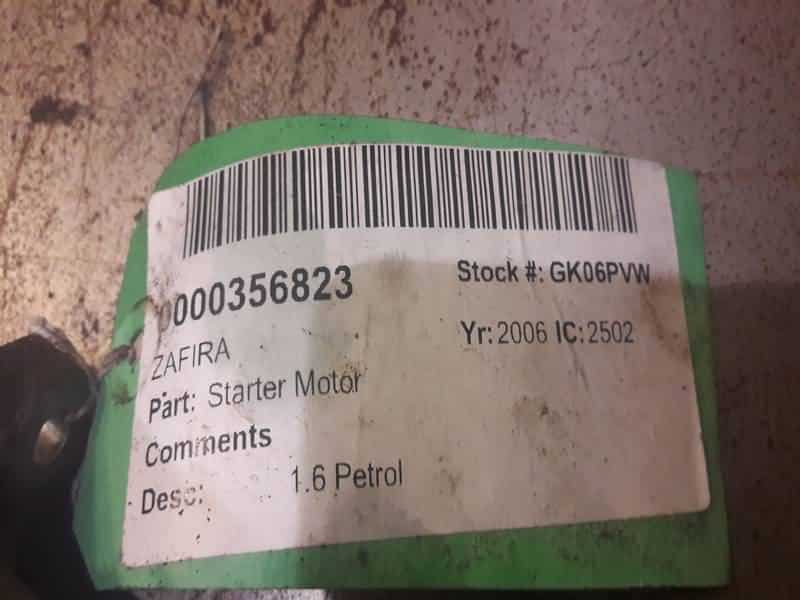 0000356823
Stock #: GK06PVW
ZAFIRA
Yr: 2006 IC: 2502
Part: Starter Motor
Comments
Desc: 1.6 Petrol